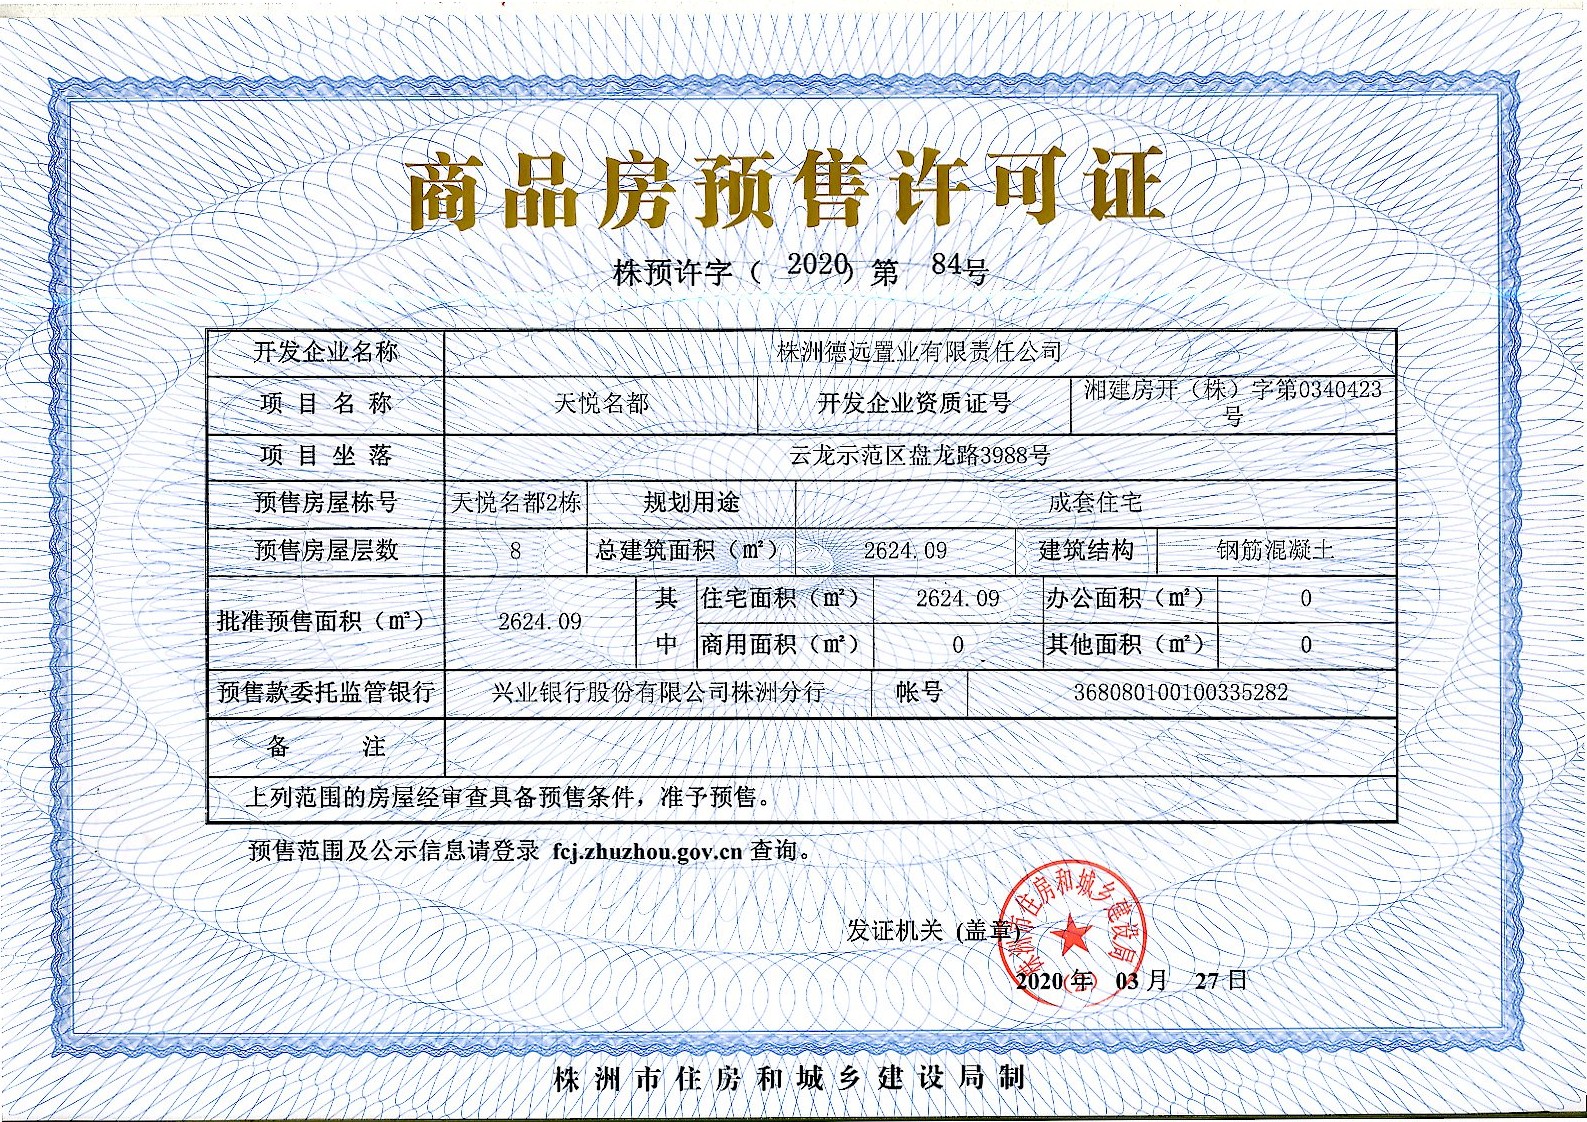 商品房预售许可证
株预许字（ 2020）第 84号
开发企业名称 株洲德远置业有限责任公司
项目名称 天悦名都 开发企业资质证号 湘建房开（株）字第0340423
号
项目坐落 云龙示范区盘龙路3988号
预售房屋栋号 天悦名都2栋 规划用途 成套住宅
预售房屋层数 8 总建筑面积（㎡） 2624.09 建筑结构 钢筋混凝土
批准预售面积（㎡） 2624.09 其中 住宅面积（㎡） 2624.09 办公面积（㎡） 0
商用面积（㎡） 0 其他面积（㎡） 0
预售款委托监管银行 兴业银行股份有限公司株洲分行 帐号 368080100100335282
备 注
上列范围的房屋经审查具备预售条件，准予预售。
预售范围及公示信息请登录 fcj.zhuzhou.gov.cn 查询。
株洲市住房和城乡建设局
(2)
发证机关 (盖章)
2020 年 03 月 27 日
株洲市住房和城乡建设局制